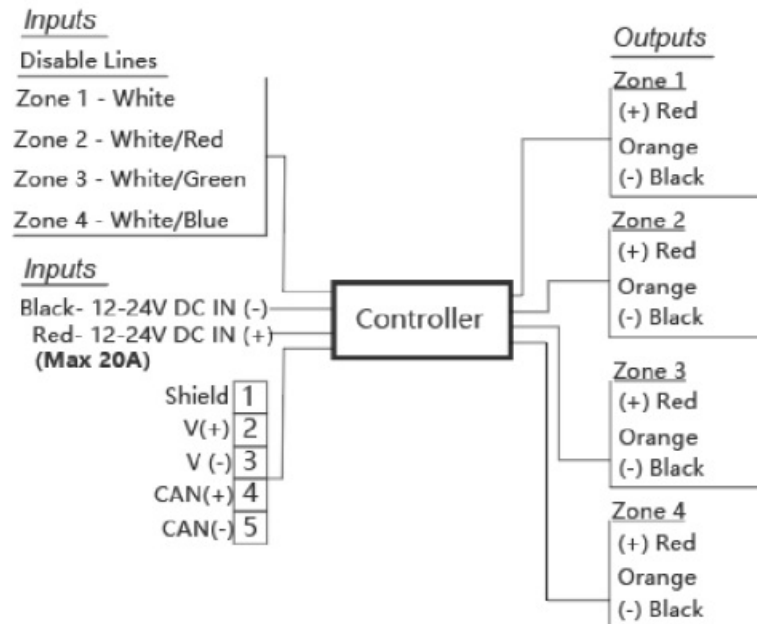 Inputs
Disable Lines
Zone 1 - White
Zone 2 - White/Red
Zone 3 - White/Green
Zone 4 - White/Blue
Inputs
Black- 12-24V DC IN (-)
Red- 12-24V DC IN (+)
(Max 20A)
Shield 1
V(+) 2
V (-) 3
CAN(+) 4
CAN(-) 5
Controller
Outputs
Zone 1
(+) Red
Orange
(-) Black
Zone 2
(+) Red
Orange
(-) Black
Zone 3
(+) Red
Orange
(-) Black
Zone 4
(+) Red
Orange
(-) Black